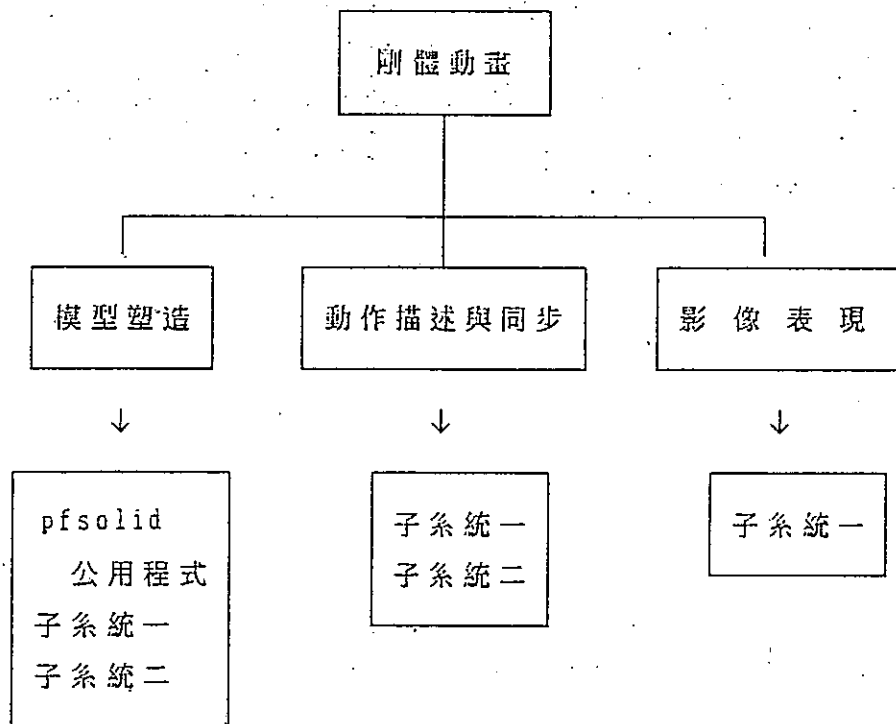 剛體動畫
模型塑造
動作描述與同步
影像表現
pfsolid
公用程式
子系統一
子系統二
子系統一
子系統二
子系統一